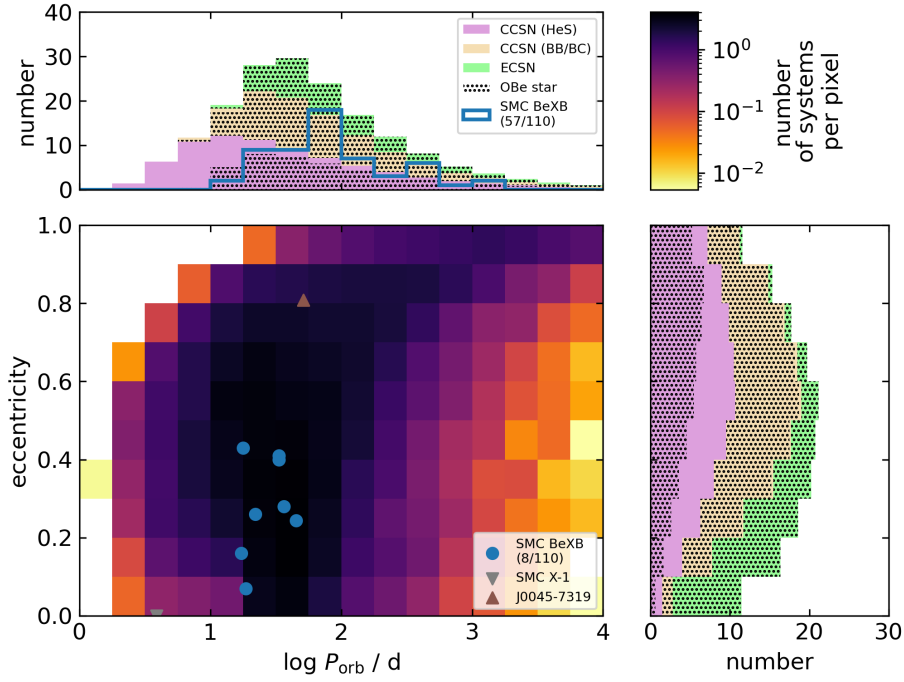 40
30
20
10
0
number
CCSN (HeS)
CCSN (BB/BC)
ECSN
OBe star
SMC BeXB
(57/110)
10⁰
10⁻¹
10⁻²
number
of systems
per pixel
1.0
0.8
0.6
0.4
0.2
0.0
eccentricity
SMC BeXB
(8/110)
SMC X-1
J0045-7319
0
1
2
3
4
log P_orb / d
0
10
20
30
number